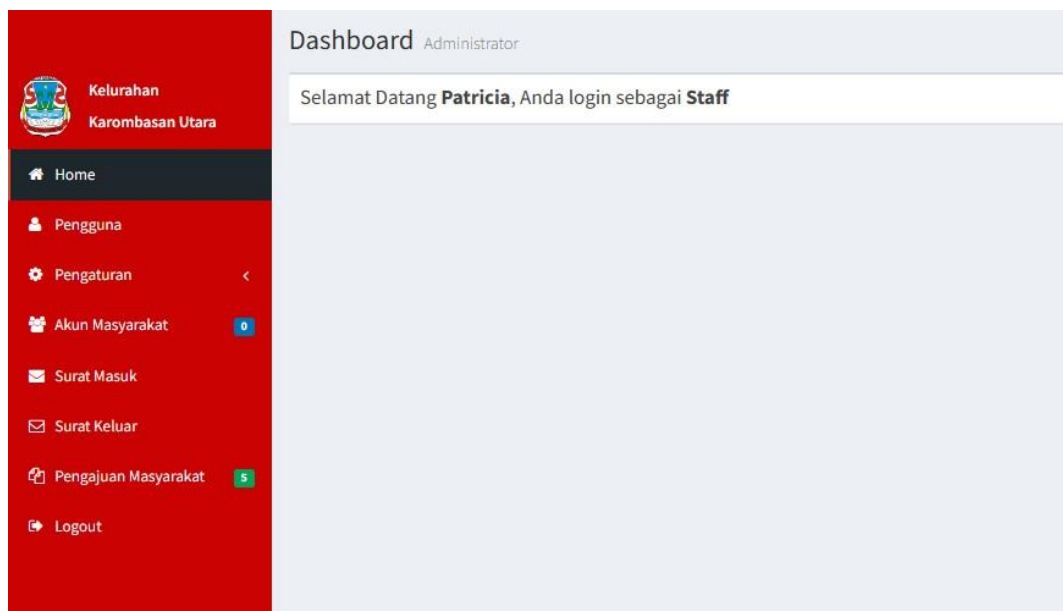 Dashboard Administrator
Selamat Datang Patricia, Anda login sebagai Staff
Kelurahan
Karombasan Utara
Home
Pengguna
Pengaturan
Akun Masyarakat 0
Surat Masuk
Surat Keluar
Pengajuan Masyarakat 5
Logout